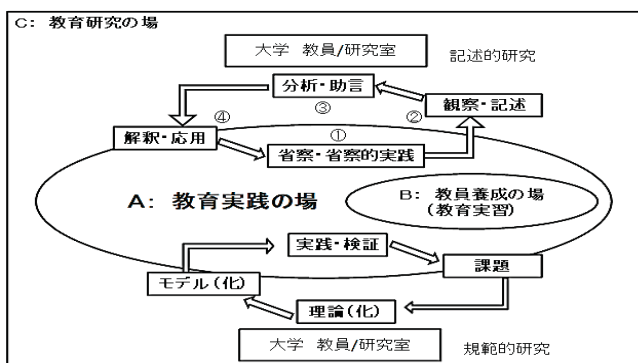 C： 教育研究の場
大学 教員/研究室
記述的研究
分析・助言
観察・記述
④
③
②
解釈・応用
①
省察・省察的実践
A： 教育実践の場
B： 教員養成の場
（教育実習）
実践・検証
課題
モデル（化）
理論（化）
大学 教員/研究室
規範的研究